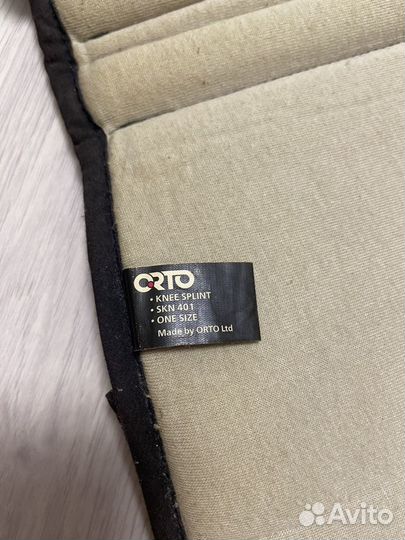 ORTO
• KNEE SPLINT
• SKN 401
• ONE SIZE
Made by ORTO Ltd
Avito